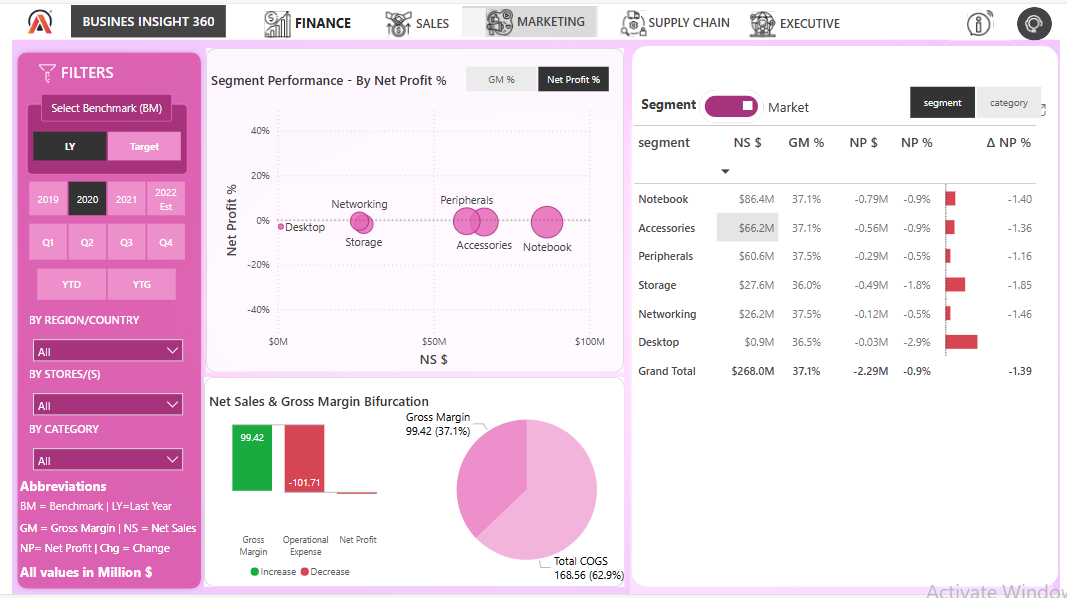 BUSINES INSIGHT 360
FINANCE
SALES
MARKETING
SUPPLY CHAIN
EXECUTIVE
FILTERS
Select Benchmark (BM)
LY
Target
2019
2020
2021
2022
Est
Q1
Q2
Q3
Q4
YTD
YTG
BY REGION/COUNTRY
All
BY STORES/(S)
All
BY CATEGORY
All
Abbreviations
BM = Benchmark | LY=Last Year
GM = Gross Margin | NS = Net Sales
NP= Net Profit | Chg = Change
All values in Million $
Segment Performance - By Net Profit %
GM %
Net Profit %
Net Profit %
40%
20%
0%
-20%
-40%
Desktop
Networking
Storage
Peripherals
Accessories
Notebook
$0M
$50M
$100M
NS $
Net Sales & Gross Margin Bifurcation
99.42
-101.71
Gross
Margin
Operational
Expense
Net Profit
Increase
Decrease
Gross Margin
99.42 (37.1%)
Total COGS
168.56 (62.9%)
Segment
Market
segment
category
segment NS $ GM % NP $ NP % Δ NP %
Notebook $86.4M 37.1% -0.79M -0.9% -1.40
Accessories $66.2M 37.1% -0.56M -0.9% -1.36
Peripherals $60.6M 37.5% -0.29M -0.5% -1.16
Storage $27.6M 36.0% -0.49M -1.8% -1.85
Networking $26.2M 37.5% -0.12M -0.5% -1.46
Desktop $0.9M 36.5% -0.03M -2.9%
Grand Total $268.0M 37.1% -2.29M -0.9% -1.39
Activate Window